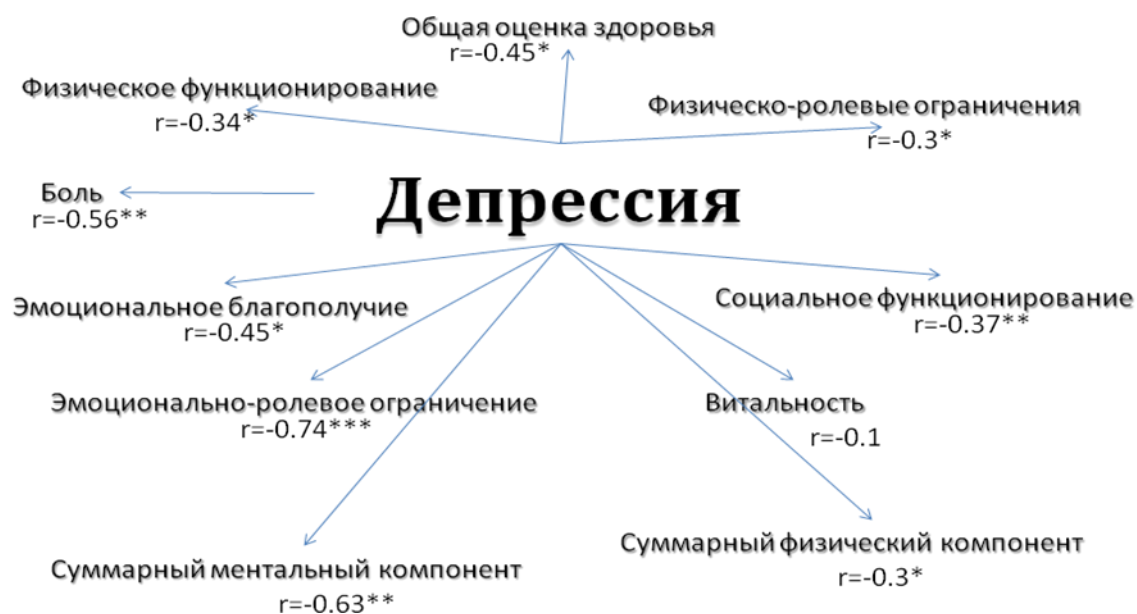 Общая оценка здоровья
r=-0.45*
Физическое функционирование
r=-0.34*
Физическо-ролевые ограничения
r=-0.3*
Боль
r=-0.56**
Депрессия
Эмоциональное благополучие
r=-0.45*
Социальное функционирование
r=-0.37**
Эмоционально-ролевое ограничение
r=-0.74***
Витальность
r=-0.1
Суммарный ментальный компонент
r=-0.63**
Суммарный физический компонент
r=-0.3*